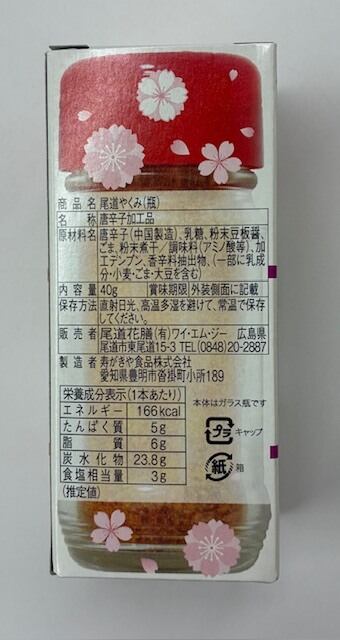 商品名 尾道やくみ(瓶)
名称 唐辛子加工品
原材料名 唐辛子(中国製造)、乳糖、粉末豆板醤、
ごま、粉末煮干/調味料(アミノ酸等)、加
工デンプン、香辛料抽出物、(一部に乳成
分・小麦・ごま・大豆を含む)
内容量 40g 賞味期限 外装側面に記載
保存方法 直射日光、高温多湿を避けて、常温で保存
してください。
販売者 尾道花膳(有)ワイ・エム・ジー 広島県
尾道市東尾道15-3 TEL(0848)20-2887
製造者 寿がきや食品株式会社
愛知県豊明市沓掛町小所189
栄養成分表示(1本あたり)
エネルギー 166kcal
たんぱく質 5g
脂質 6g
炭水化物 23.8g
食塩相当量 3g
(推定値)
本体はガラス瓶です
プラ キャップ
紙 箱